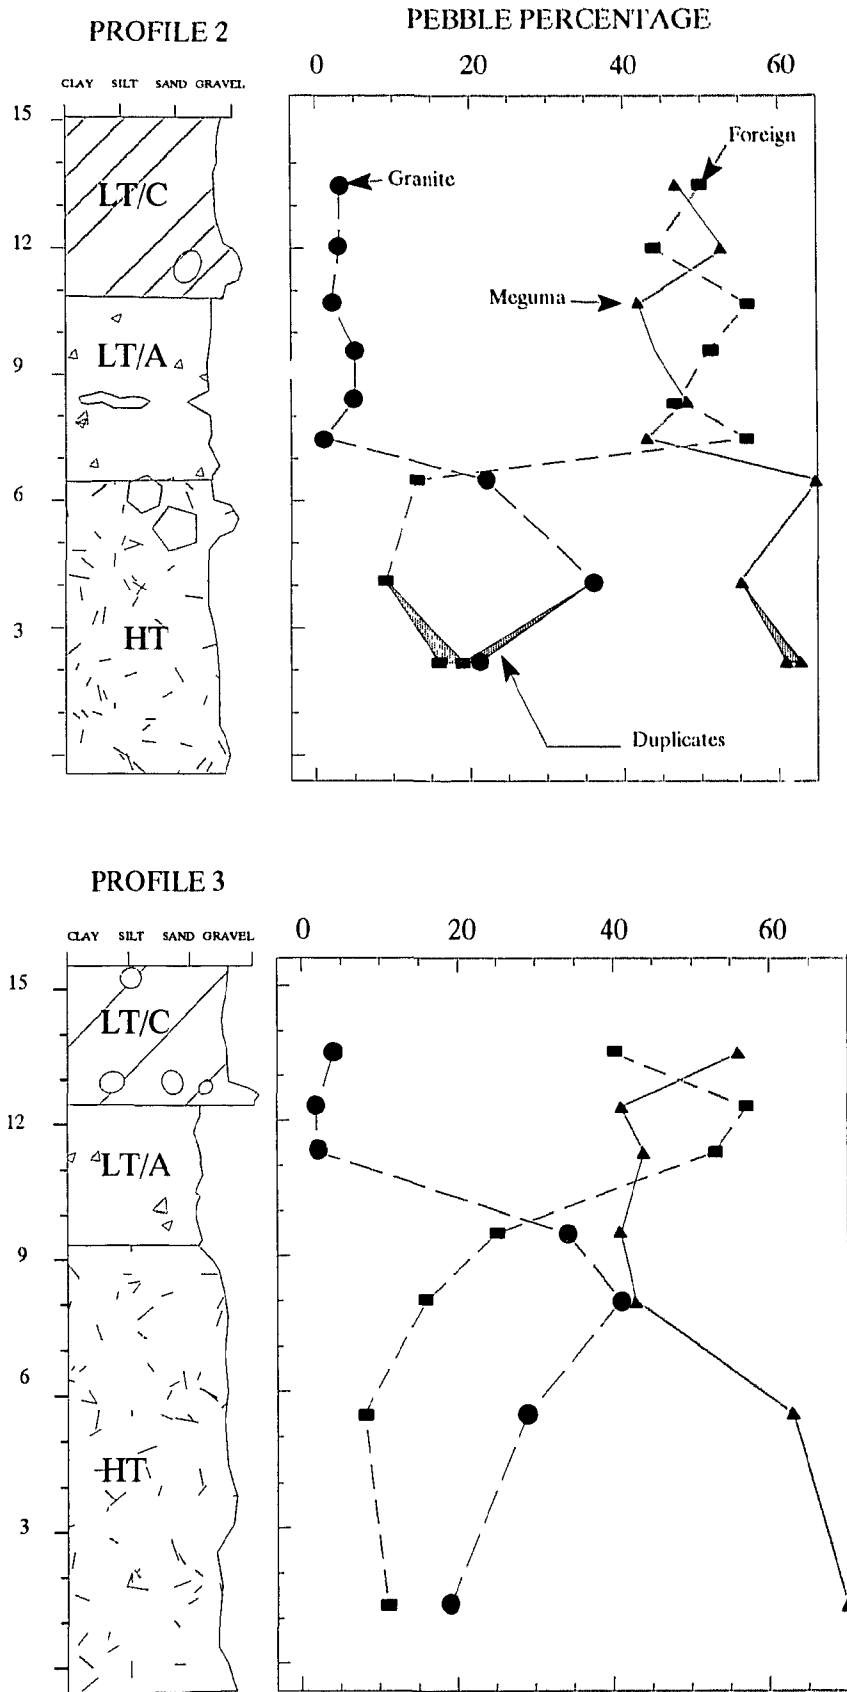 PROFILE 2
PEBBLE PERCENTAGE
CLAY SILT SAND GRAVEL
0 20 40 60
15
12
9
6
3
LT/C
LT/A
HT
Foreign
Granite
Meguma
Duplicates
PROFILE 3
CLAY SILT SAND GRAVEL
0 20 40 60
15
12
9
6
3
LT/C
LT/A
HT